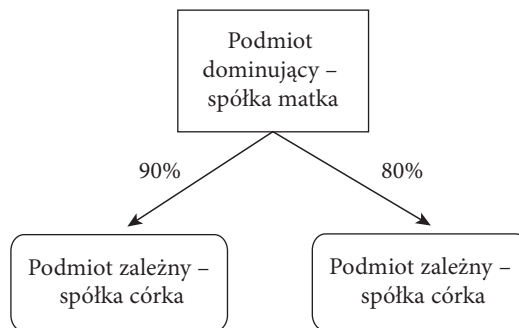 Podmiot
dominujący –
spółka matka
90%
80%
Podmiot zależny –
spółka córka
Podmiot zależny –
spółka córka